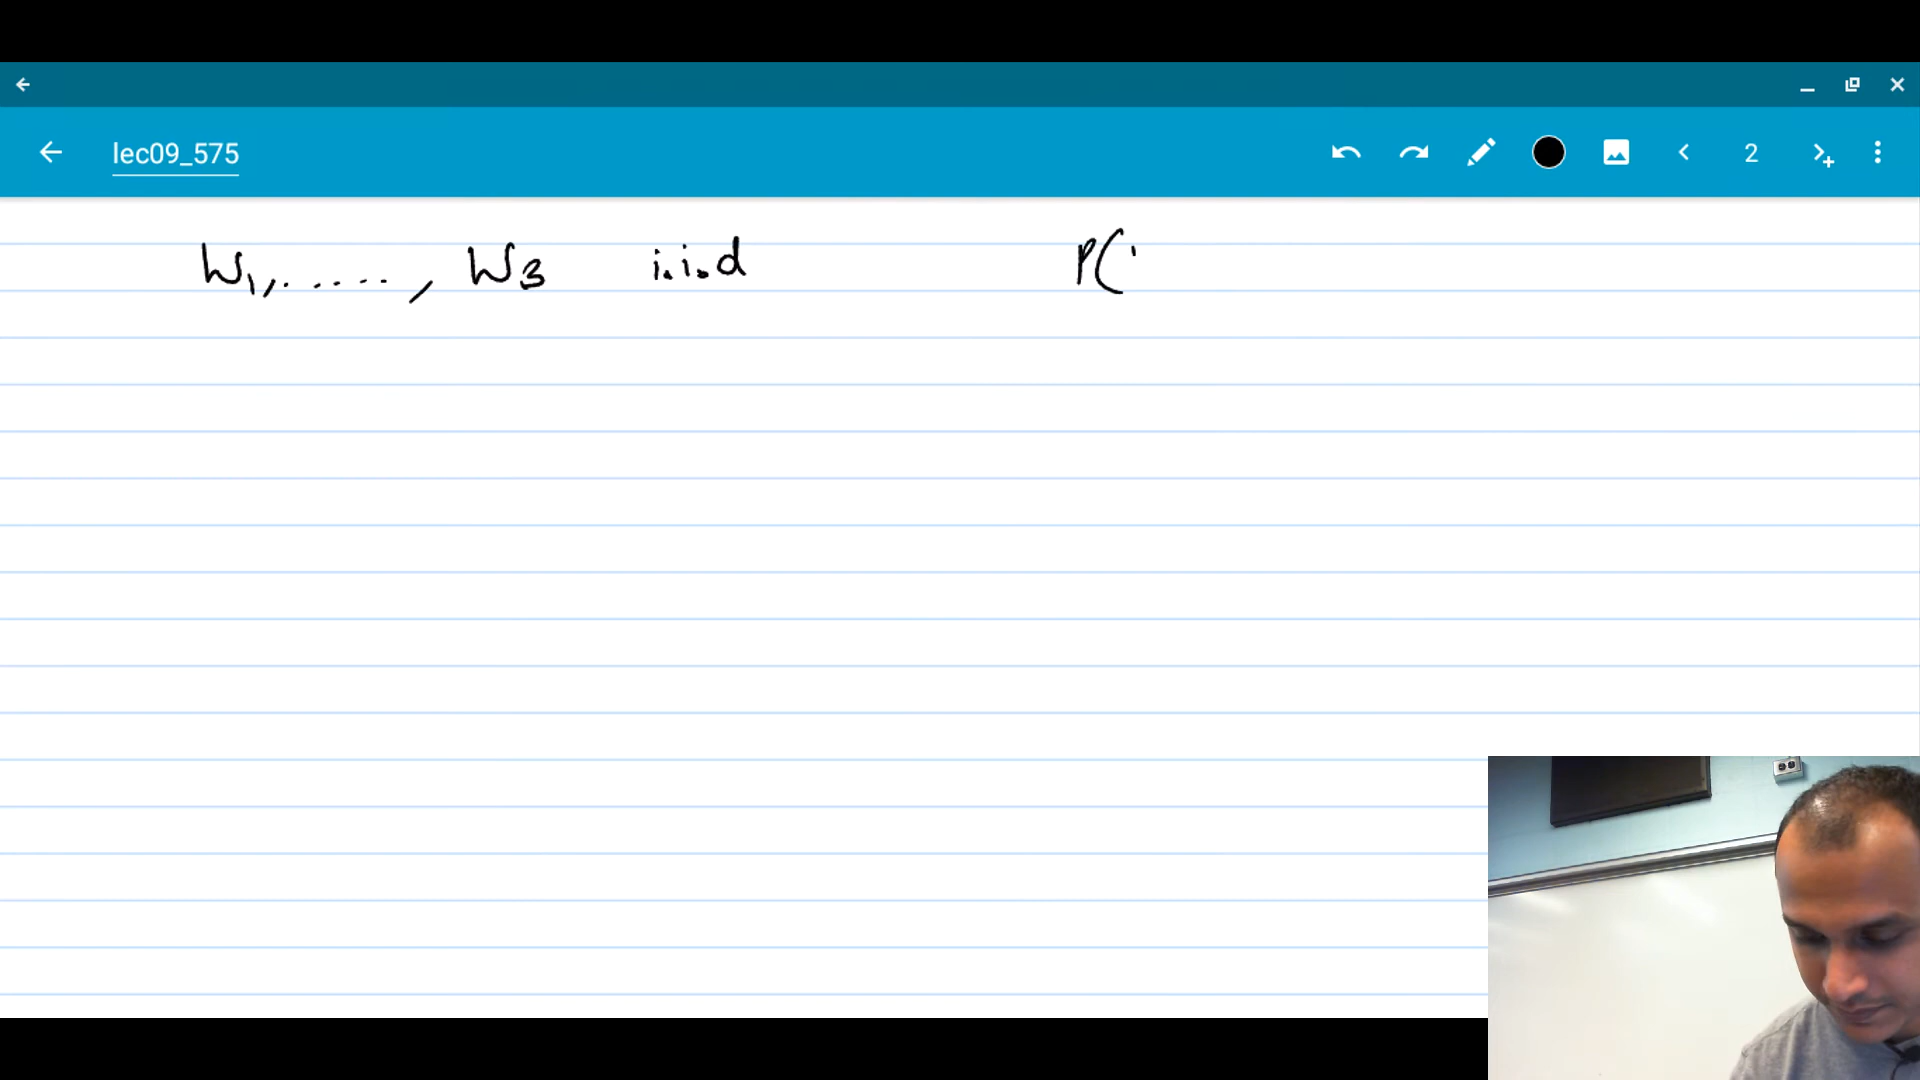 lec09_575
2
W₁, ....., W₃ i.i.d P(